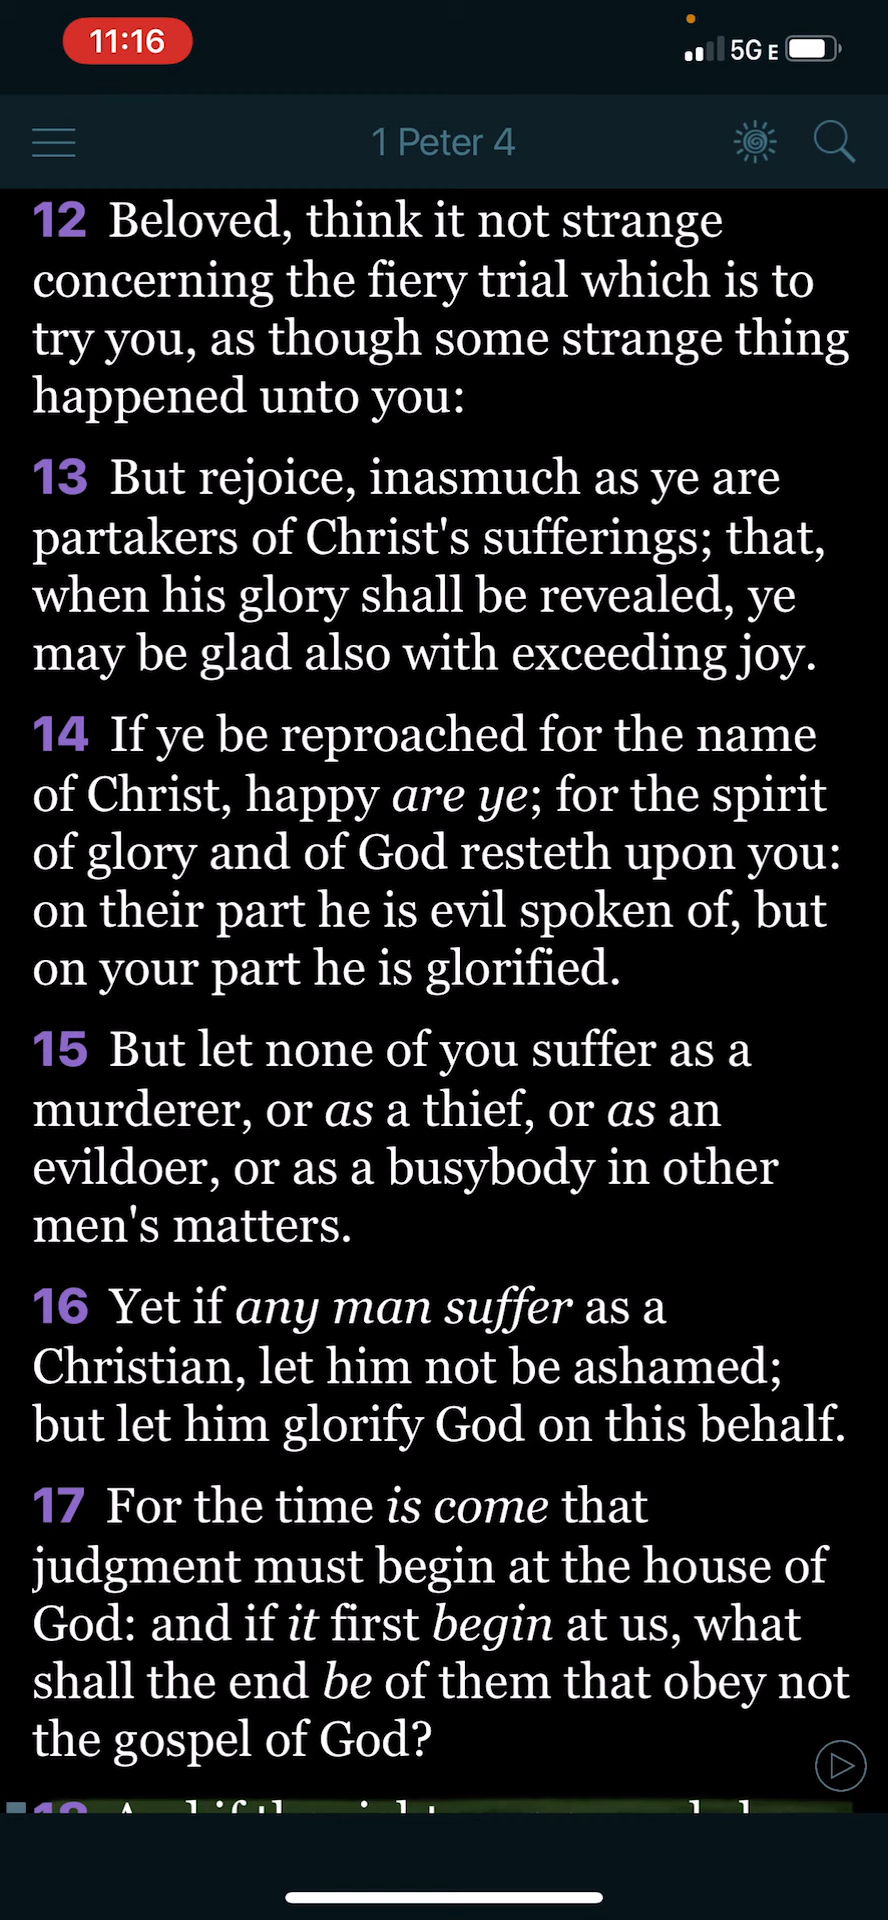 11:16
5G E
1 Peter 4
12 Beloved, think it not strange
concerning the fiery trial which is to
try you, as though some strange thing
happened unto you:
13 But rejoice, inasmuch as ye are
partakers of Christ's sufferings; that,
when his glory shall be revealed, ye
may be glad also with exceeding joy.
14 If ye be reproached for the name
of Christ, happy are ye; for the spirit
of glory and of God resteth upon you:
on their part he is evil spoken of, but
on your part he is glorified.
15 But let none of you suffer as a
murderer, or as a thief, or as an
evildoer, or as a busybody in other
men's matters.
16 Yet if any man suffer as a
Christian, let him not be ashamed;
but let him glorify God on this behalf.
17 For the time is come that
judgment must begin at the house of
God: and if it first begin at us, what
shall the end be of them that obey not
the gospel of God?